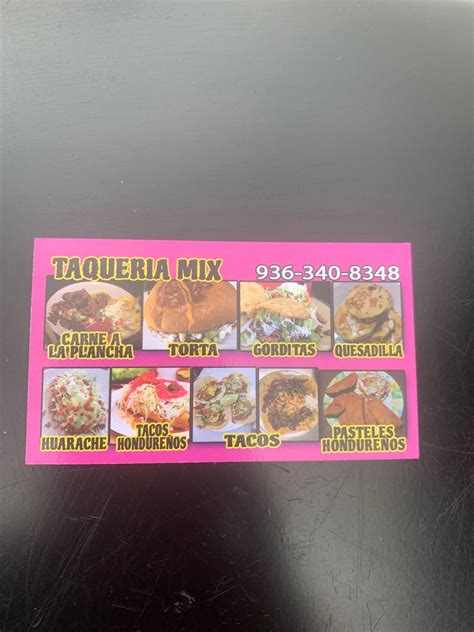 TAQUERIA MIX 936-340-8348
CARNE A
LA PLANCHA
TORTA
GORDITAS
QUESADILLA
HUARACHE
TACOS
HONDUREÑOS
TACOS
PASTELES
HONDUREÑOS